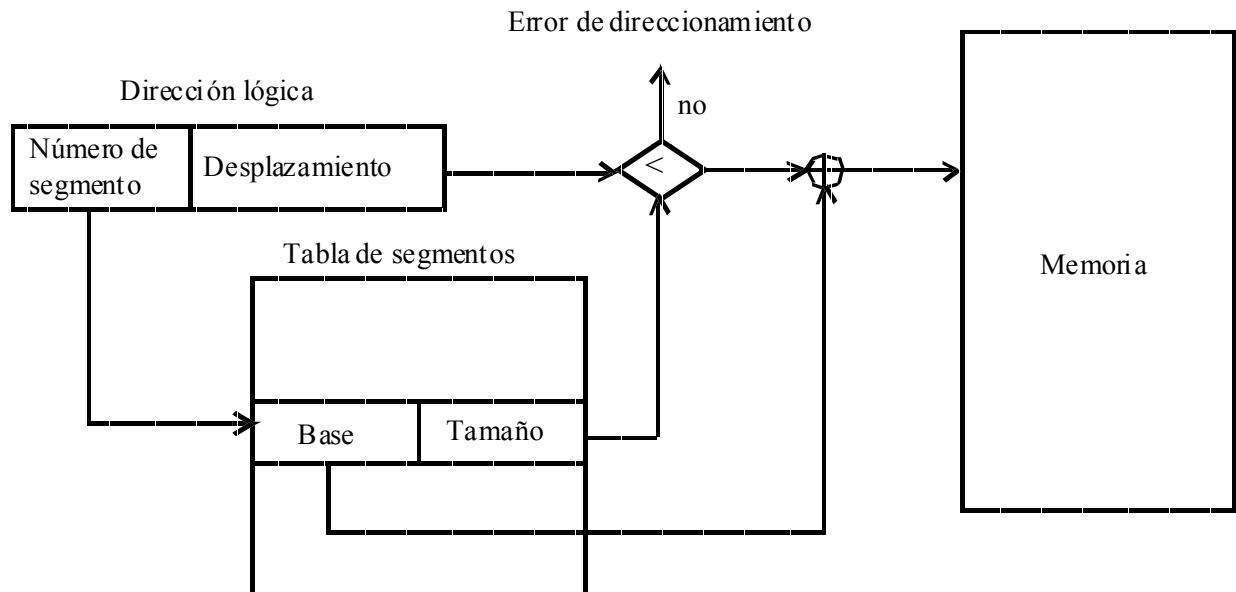 Error de direccionamiento
Dirección lógica
no
Número de
segmento
Desplazamiento
<
Tabla de segmentos
Memoria
Base
Tamaño